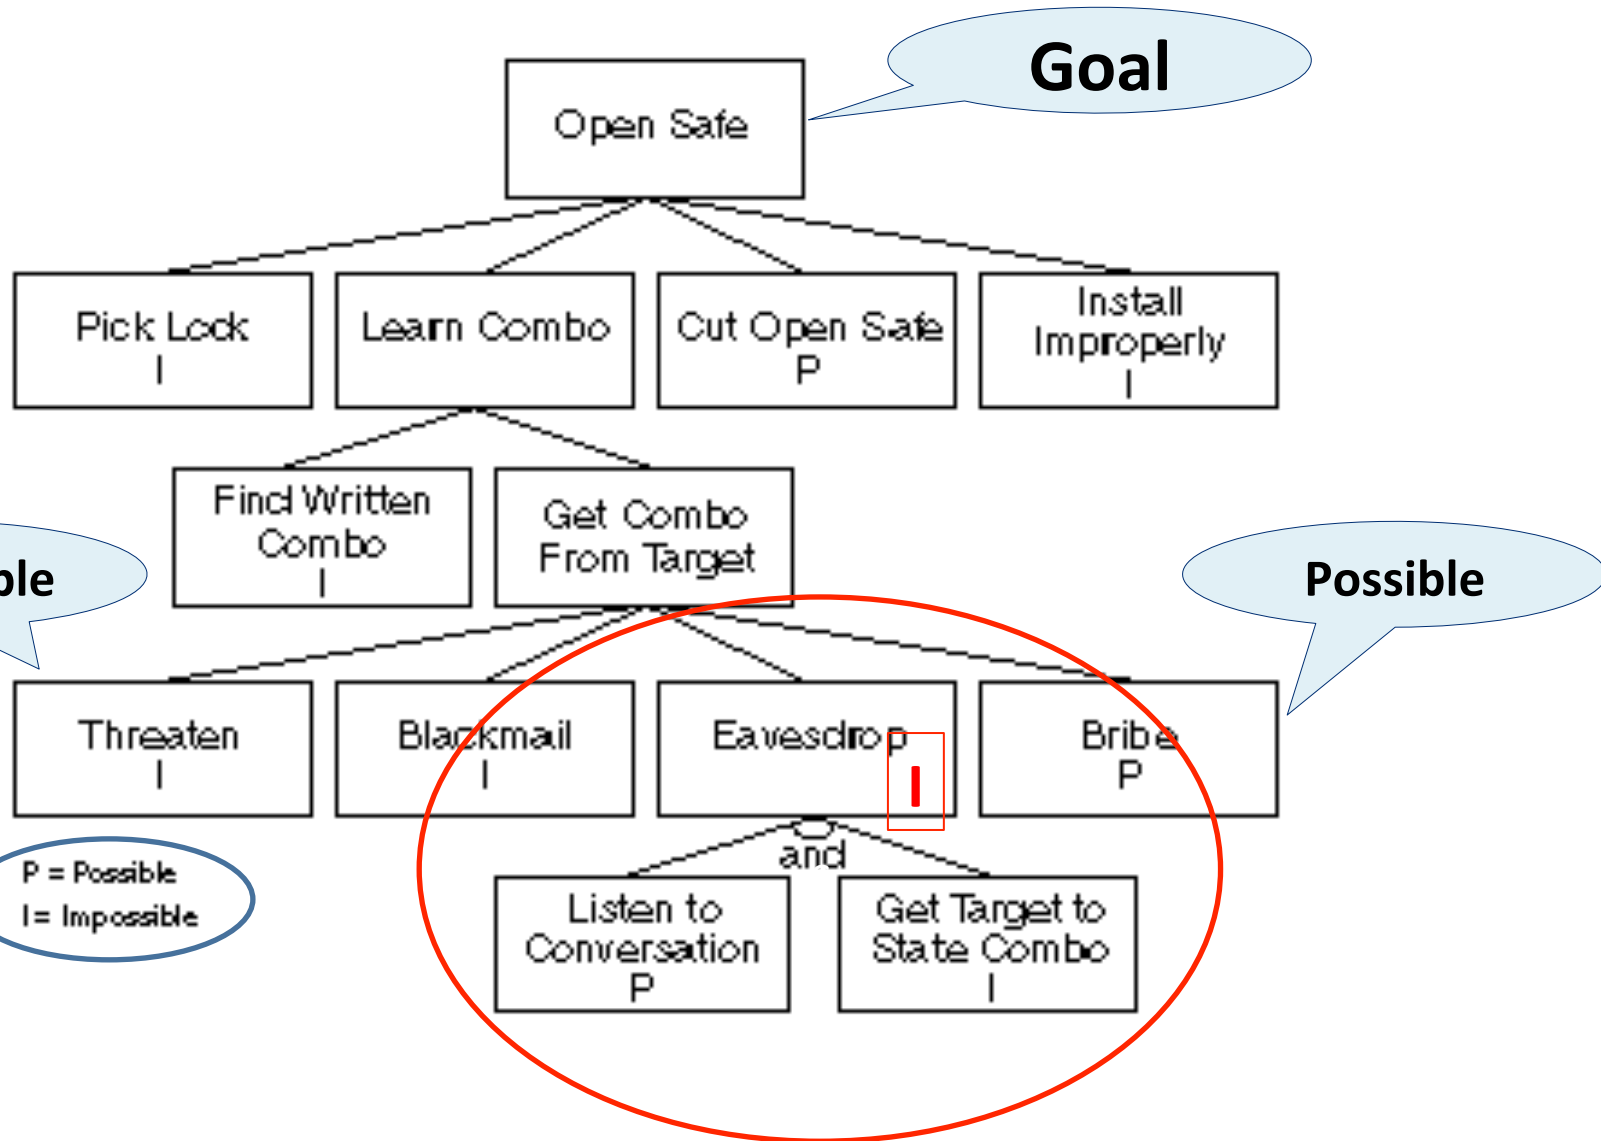 Goal
Open Safe
Pick Lock
I
Learn Combo
Cut Open Safe
P
Install
Improperly
I
Find Written
Combo
I
Get Combo
From Target
ble
Possible
Threaten
I
Blackmail
I
Eavesdrop
I
Bribe
P
and
P = Possible
I = Impossible
Listen to
Conversation
P
Get Target to
State Combo
I